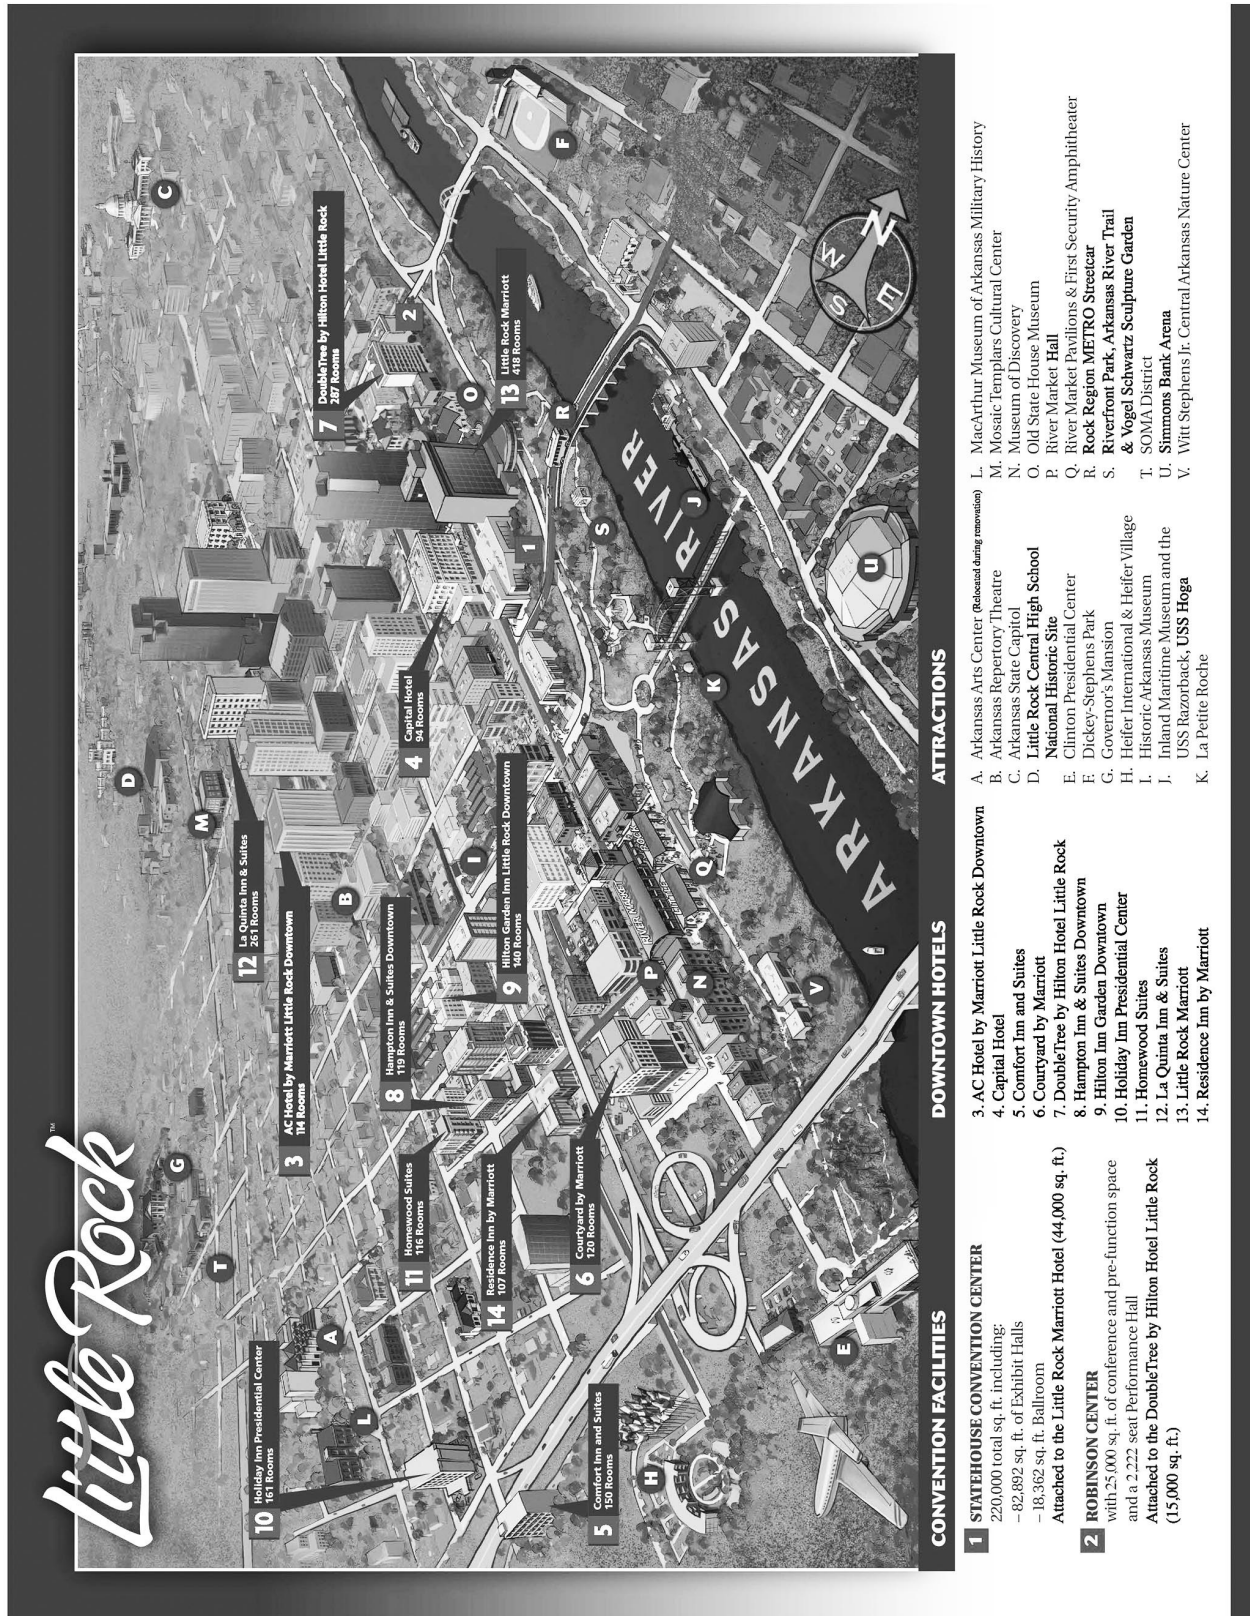 Little Rock™
10 Holiday Inn Presidential Center
161 Rooms
3 AC Hotel by Marriott Little Rock Downtown
114 Rooms
12 La Quinta Inn & Suites
261 Rooms
7 DoubleTree by Hilton Hotel Little Rock
287 Rooms
11 Homewood Suites
116 Rooms
8 Hampton Inn & Suites Downtown
119 Rooms
4 Capital Hotel
94 Rooms
14 Residence Inn by Marriott
107 Rooms
9 Hilton Garden Inn Little Rock Downtown
140 Rooms
13 Little Rock Marriott
418 Rooms
6 Courtyard by Marriott
120 Rooms
5 Comfort Inn and Suites
150 Rooms
G
D
C
T
M
A
B
L
I
2
O
1
R
F
H
P
N
Q
S
K
J
E
V
U
RIVER MARKET
ARKANSAS RIVER
N
E
S
W
CONVENTION FACILITIES
1 STATEHOUSE CONVENTION CENTER
220,000 total sq. ft. including:
– 82,892 sq. ft. of Exhibit Halls
– 18,362 sq. ft. Ballroom
Attached to the Little Rock Marriott Hotel (44,000 sq. ft.)
2 ROBINSON CENTER
with 25,000 sq. ft. of conference and pre-function space
and a 2,222 seat Performance Hall
Attached to the DoubleTree by Hilton Hotel Little Rock
(15,000 sq. ft.)
DOWNTOWN HOTELS
3. AC Hotel by Marriott Little Rock Downtown
4. Capital Hotel
5. Comfort Inn and Suites
6. Courtyard by Marriott
7. DoubleTree by Hilton Hotel Little Rock
8. Hampton Inn & Suites Downtown
9. Hilton Inn Garden Downtown
10. Holiday Inn Presidential Center
11. Homewood Suites
12. La Quinta Inn & Suites
13. Little Rock Marriott
14. Residence Inn by Marriott
ATTRACTIONS
A. Arkansas Arts Center (Relocated during renovation)
B. Arkansas Repertory Theatre
C. Arkansas State Capitol
D. Little Rock Central High School
National Historic Site
E. Clinton Presidential Center
F. Dickey-Stephens Park
G. Governor's Mansion
H. Heifer International & Heifer Village
I. Historic Arkansas Museum
J. Inland Maritime Museum and the
USS Razorback, USS Hoga
K. La Petite Roche
L. MacArthur Museum of Arkansas Military History
M. Mosaic Templars Cultural Center
N. Museum of Discovery
O. Old State House Museum
P. River Market Hall
Q. River Market Pavilions & First Security Amphitheater
R. Rock Region METRO Streetcar
S. Riverfront Park, Arkansas River Trail
& Vogel Schwartz Sculpture Garden
T. SOMA District
U. Simmons Bank Arena
V. Witt Stephens Jr. Central Arkansas Nature Center